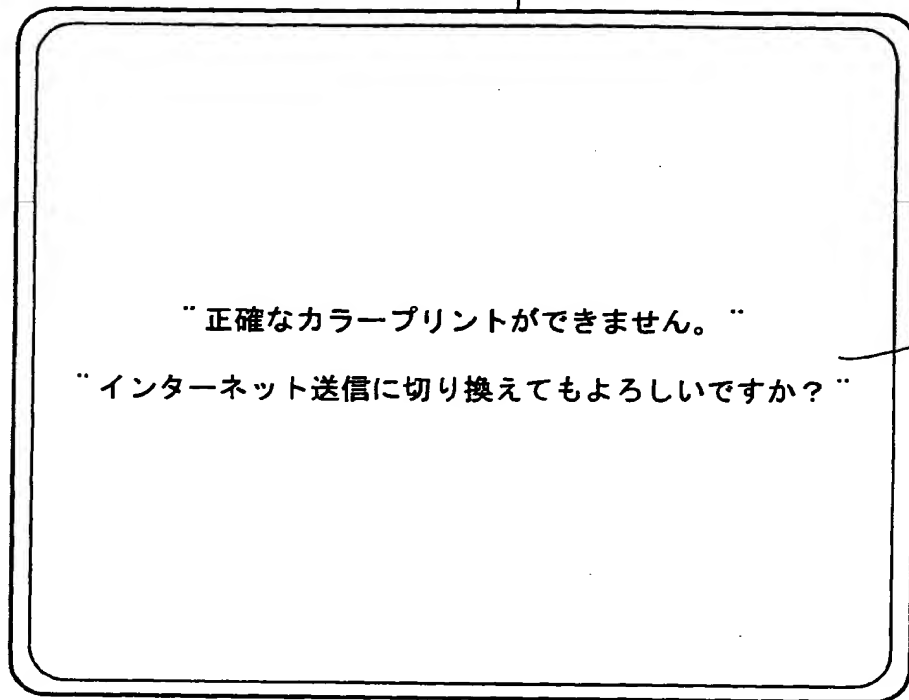 "正確なカラープリントができません。"
"インターネット送信に切り換えてもよろしいですか？"